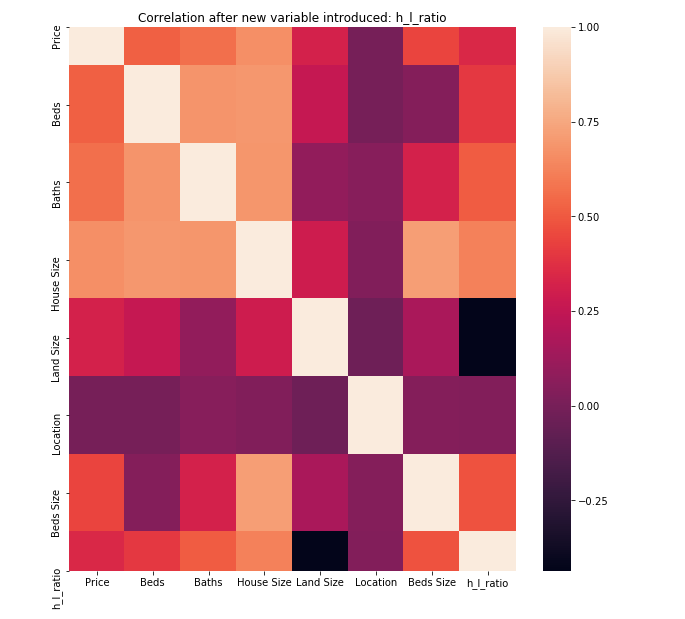 Correlation after new variable introduced: h_l_ratio
Price
Beds
Baths
House Size
Land Size
Location
Beds Size
h_l_ratio
Price Beds Baths House Size Land Size Location Beds Size h_l_ratio
1.00
0.75
0.50
0.25
0.00
−0.25